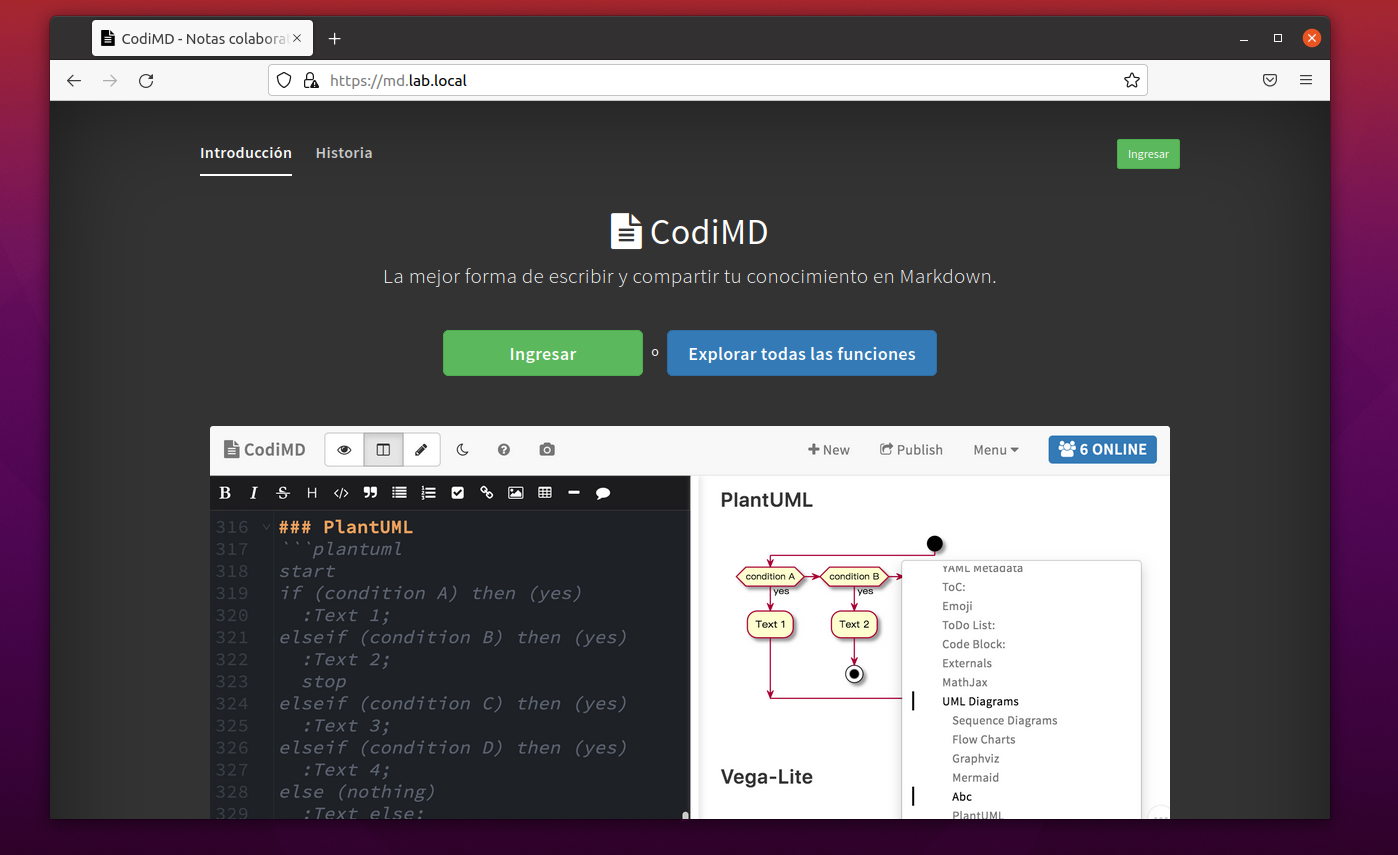 CodiMD - Notas colabora
https://md.lab.local
Introducción Historia
Ingresar
CodiMD
La mejor forma de escribir y compartir tu conocimiento en Markdown.
Ingresar o Explorar todas las funciones
CodiMD
New Publish Menu 6 ONLINE
B I S H </>
316 ### PlantUML
317 ```plantuml
318 start
319 if (condition A) then (yes)
320 :Text 1;
321 elseif (condition B) then (yes)
322 :Text 2;
323 stop
324 elseif (condition C) then (yes)
325 :Text 3;
326 elseif (condition D) then (yes)
327 :Text 4;
328 else (nothing)
329 :Text else;
PlantUML
condition A condition B
yes yes
Text 1 Text 2
Vega-Lite
YAML Metadata
ToC:
Emoji
ToDo List:
Code Block:
Externals
MathJax
UML Diagrams
Sequence Diagrams
Flow Charts
Graphviz
Mermaid
Abc
PlantUML